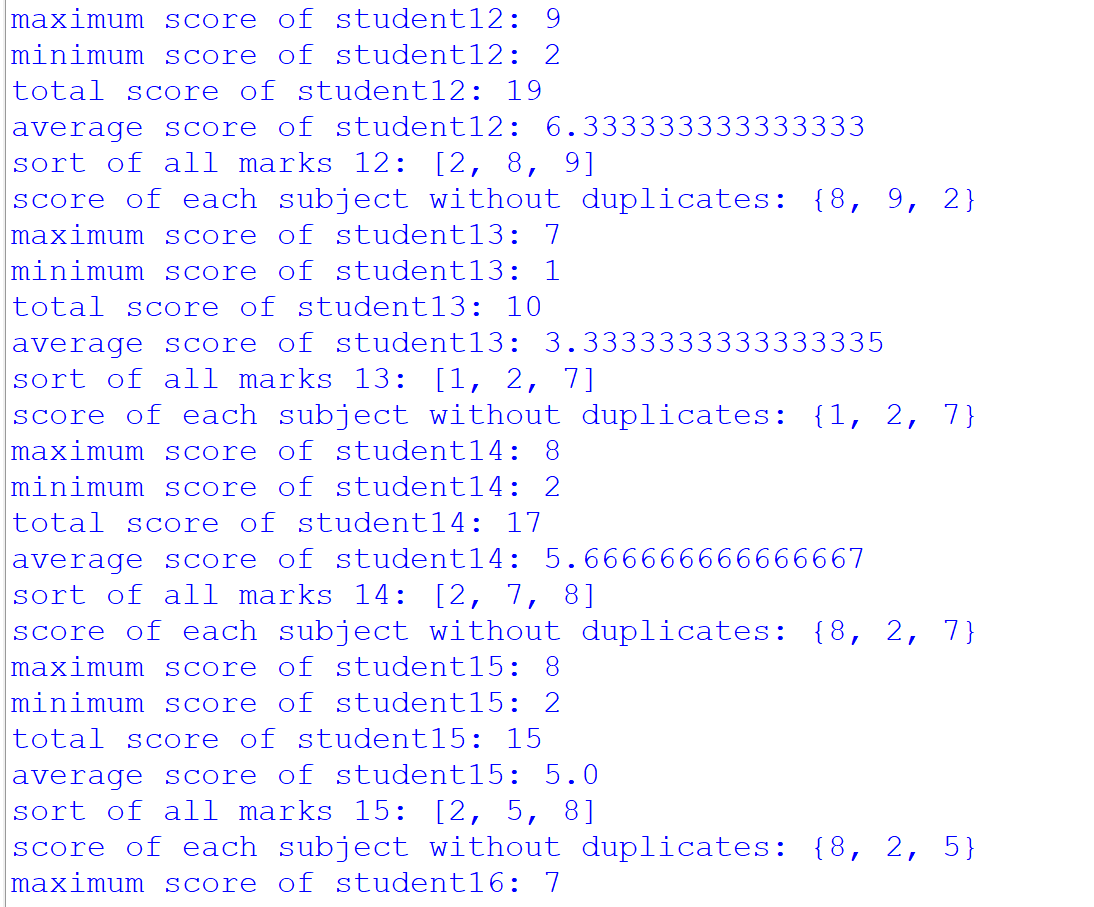 maximum score of student12: 9
minimum score of student12: 2
total score of student12: 19
average score of student12: 6.333333333333333
sort of all marks 12: [2, 8, 9]
score of each subject without duplicates: {8, 9, 2}
maximum score of student13: 7
minimum score of student13: 1
total score of student13: 10
average score of student13: 3.3333333333333335
sort of all marks 13: [1, 2, 7]
score of each subject without duplicates: {1, 2, 7}
maximum score of student14: 8
minimum score of student14: 2
total score of student14: 17
average score of student14: 5.666666666666667
sort of all marks 14: [2, 7, 8]
score of each subject without duplicates: {8, 2, 7}
maximum score of student15: 8
minimum score of student15: 2
total score of student15: 15
average score of student15: 5.0
sort of all marks 15: [2, 5, 8]
score of each subject without duplicates: {8, 2, 5}
maximum score of student16: 7